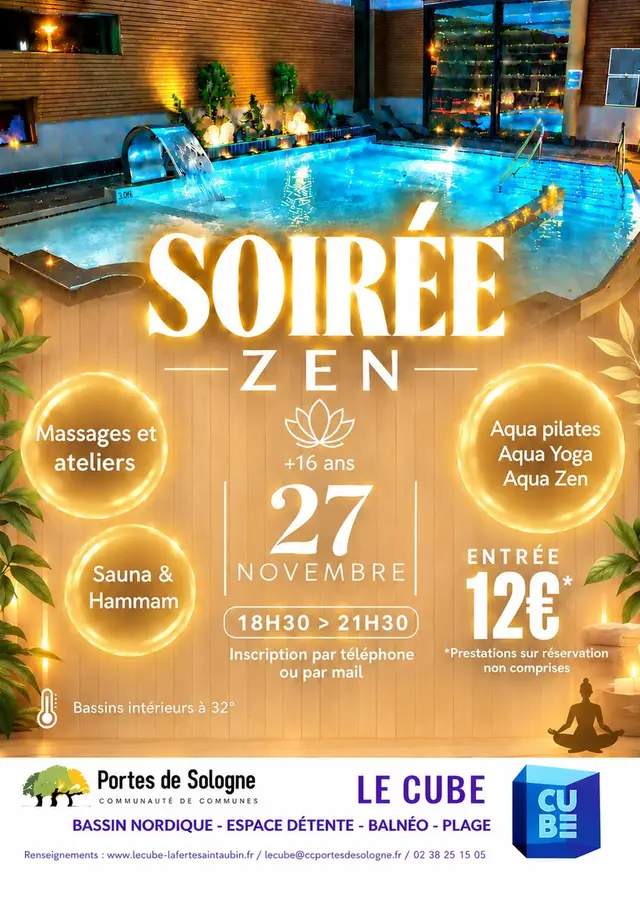 SOIRÉE
ZEN
+16 ans
27
NOVEMBRE
18H30 > 21H30
Inscription par téléphone
ou par mail
Massages et
ateliers
Sauna &
Hammam
Aqua pilates
Aqua Yoga
Aqua Zen
ENTRÉE
12€*
*Prestations sur réservation
non comprises
Bassins intérieurs à 32°
Portes de Sologne
COMMUNAUTÉ DE COMMUNES
LE CUBE
CU
BE
BASSIN NORDIQUE - ESPACE DÉTENTE - BALNÉO - PLAGE
Renseignements : www.lecube-lafertesaintaubin.fr / lecube@ccportesdesologne.fr / 02 38 25 15 05